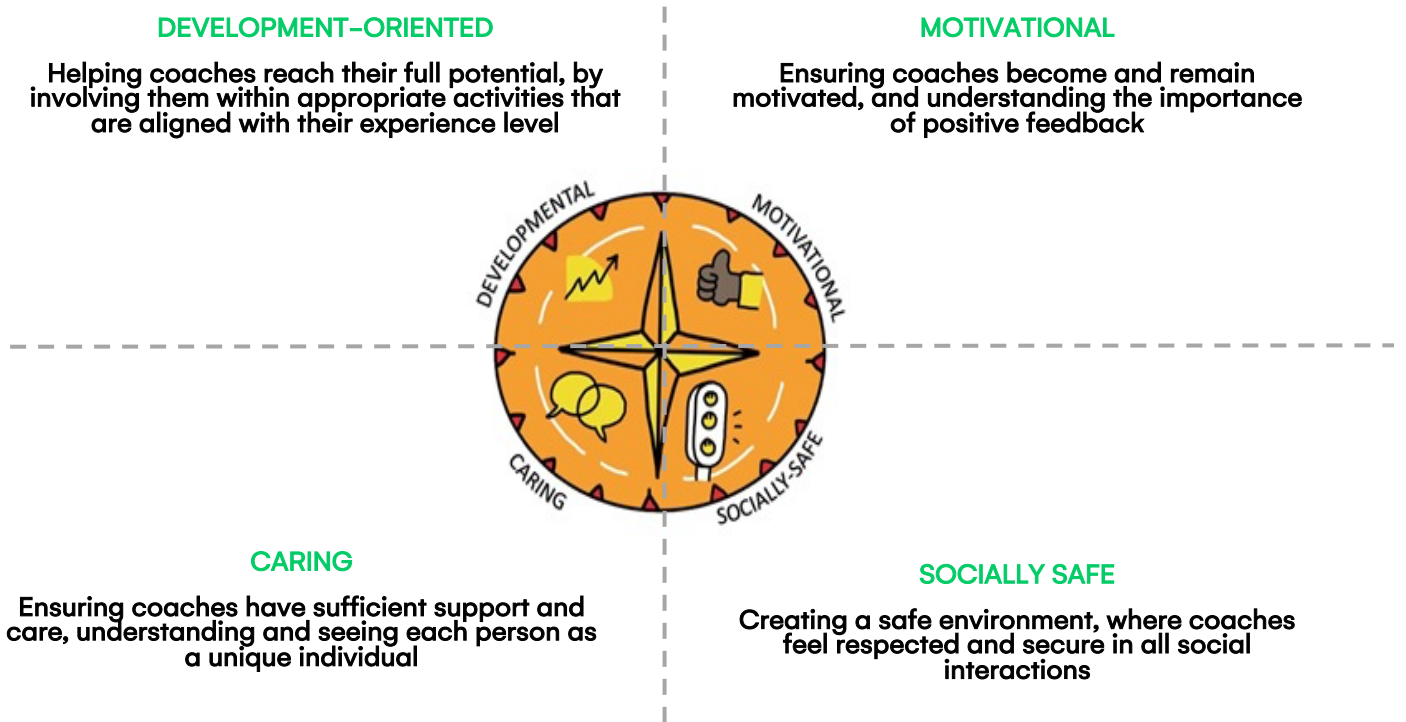 DEVELOPMENT-ORIENTED
Helping coaches reach their full potential, by
involving them within appropriate activities that
are aligned with their experience level
MOTIVATIONAL
Ensuring coaches become and remain
motivated, and understanding the importance
of positive feedback
DEVELOPMENTAL
MOTIVATIONAL
CARING
SOCIALLY-SAFE
CARING
Ensuring coaches have sufficient support and
care, understanding and seeing each person as
a unique individual
SOCIALLY SAFE
Creating a safe environment, where coaches
feel respected and secure in all social
interactions